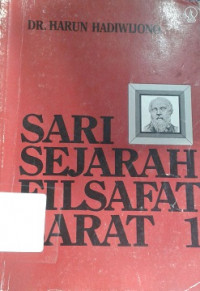 DR. HARUN HADIWIJONO
SARI
SEJARAH
FILSAFAT
BARAT 1